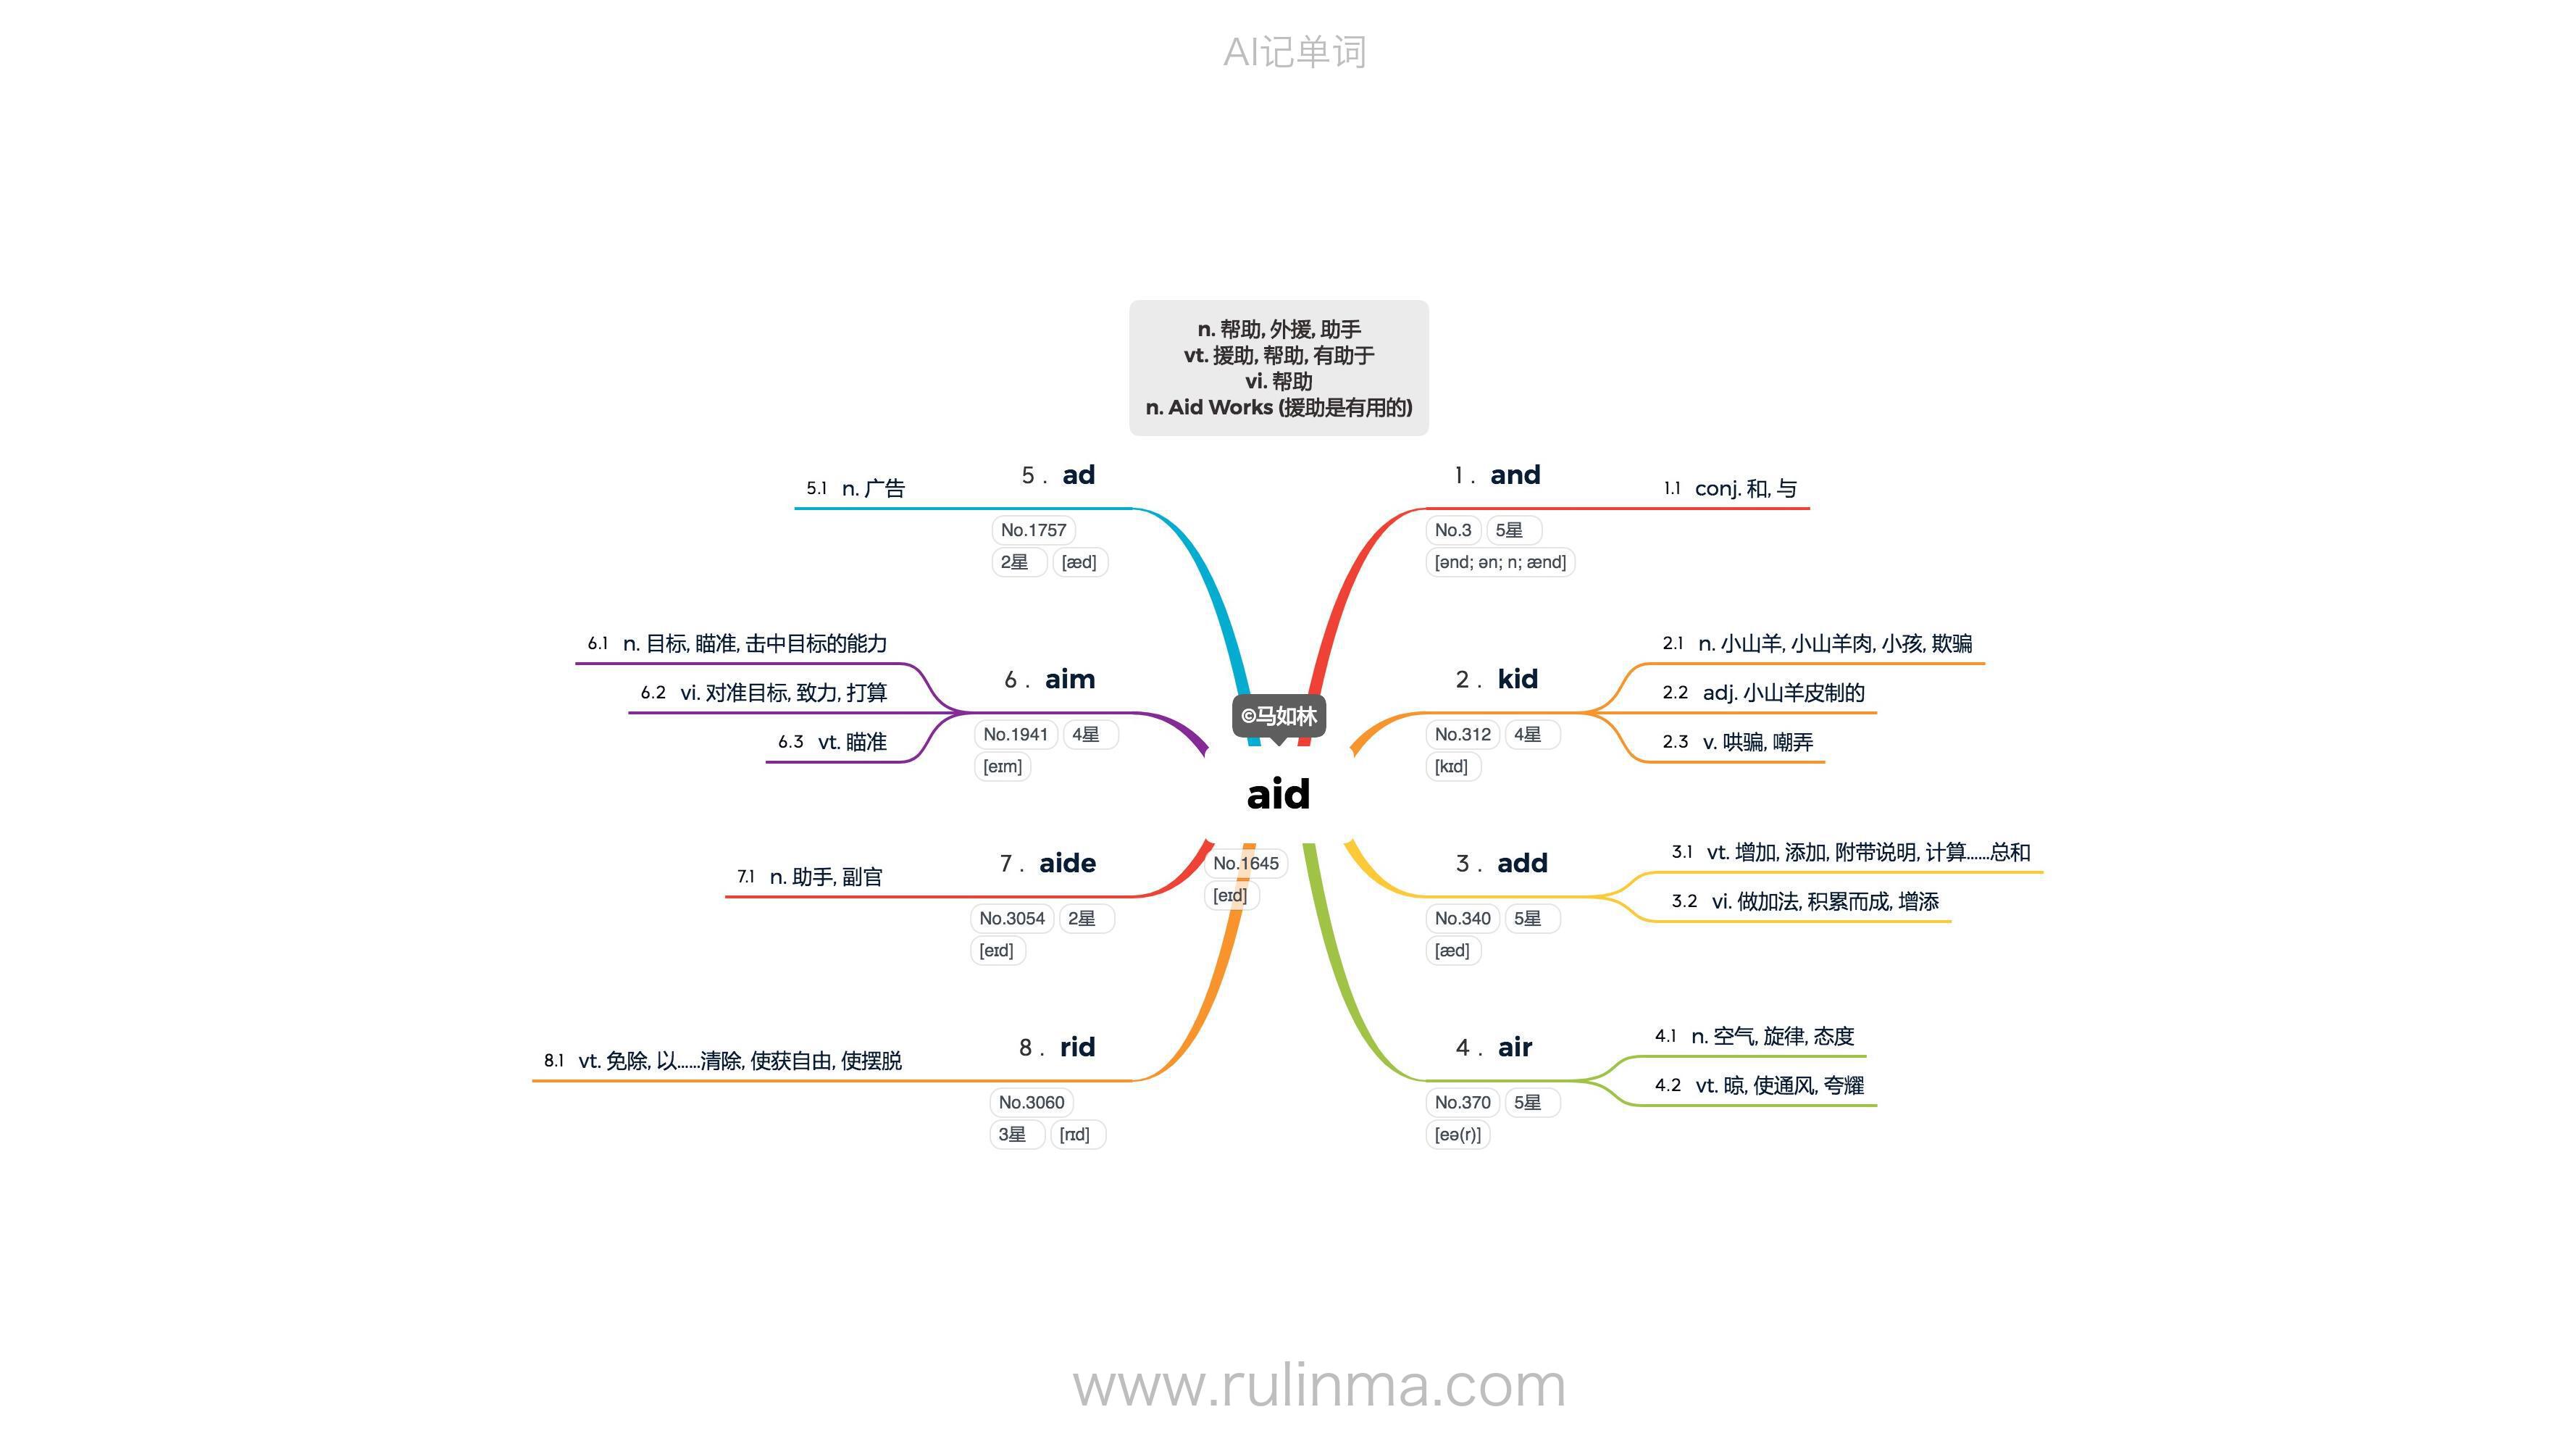 AI记单词
n. 帮助, 外援, 助手
vt. 援助, 帮助, 有助于
vi. 帮助
n. Aid Works (援助是有用的)
©马如林
aid
No.1645
[eɪd]
1 . and
No.3 5星
[ənd; ən; n; ænd]
1.1 conj. 和, 与
2 . kid
No.312 4星
[kɪd]
2.1 n. 小山羊, 小山羊肉, 小孩, 欺骗
2.2 adj. 小山羊皮制的
2.3 v. 哄骗, 嘲弄
3 . add
No.340 5星
[æd]
3.1 vt. 增加, 添加, 附带说明, 计算……总和
3.2 vi. 做加法, 积累而成, 增添
4 . air
No.370 5星
[eə(r)]
4.1 n. 空气, 旋律, 态度
4.2 vt. 晾, 使通风, 夸耀
5 . ad
No.1757
2星 [æd]
5.1 n. 广告
6 . aim
No.1941 4星
[eɪm]
6.1 n. 目标, 瞄准, 击中目标的能力
6.2 vi. 对准目标, 致力, 打算
6.3 vt. 瞄准
7 . aide
No.3054 2星
[eɪd]
7.1 n. 助手, 副官
8 . rid
No.3060
3星 [rɪd]
8.1 vt. 免除, 以……清除, 使获自由, 使摆脱
www.rulinma.com